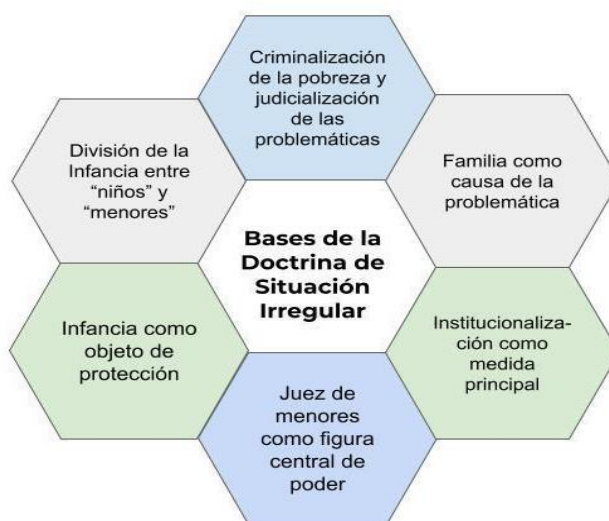 Criminalización
de la pobreza y
judicialización
de las
problemáticas
División de la
Infancia entre
“niños” y
“menores”
Familia como
causa de la
problemática
Bases de la
Doctrina de
Situación
Irregular
Infancia como
objeto de
protección
Institucionaliza-
ción como
medida
principal
Juez de
menores
como figura
central de
poder